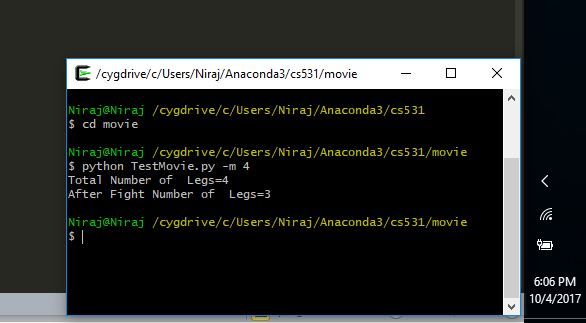 /cygdrive/c/Users/Niraj/Anaconda3/cs531/movie
Niraj@Niraj /cygdrive/c/Users/Niraj/Anaconda3/cs531
$ cd movie
Niraj@Niraj /cygdrive/c/Users/Niraj/Anaconda3/cs531/movie
$ python TestMovie.py -m 4
Total Number of  Legs=4
After Fight Number of  Legs=3
Niraj@Niraj /cygdrive/c/Users/Niraj/Anaconda3/cs531/movie
$
6:06 PM
10/4/2017